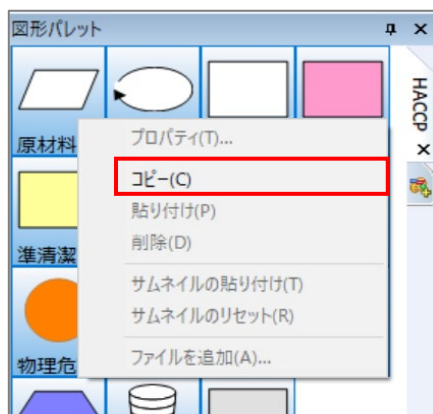 図形パレット
HACCP
原材料
プロパティ(T)...
コピー(C)
貼り付け(P)
準清潔
削除(D)
サムネイルの貼り付け(T)
サムネイルのリセット(R)
物理危
ファイルを追加(A)...